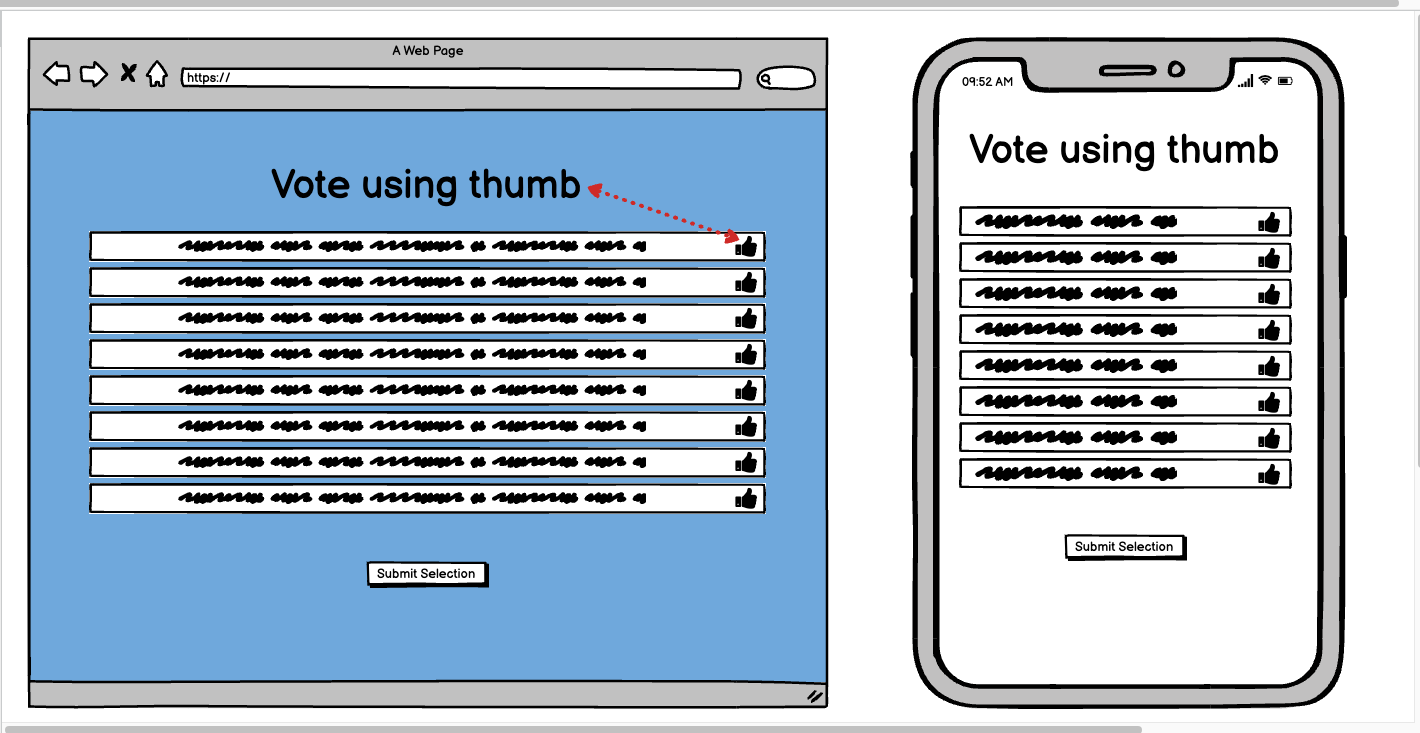 A Web Page
https://
Vote using thumb
Submit Selection
09:52 AM
Vote using thumb
Submit Selection